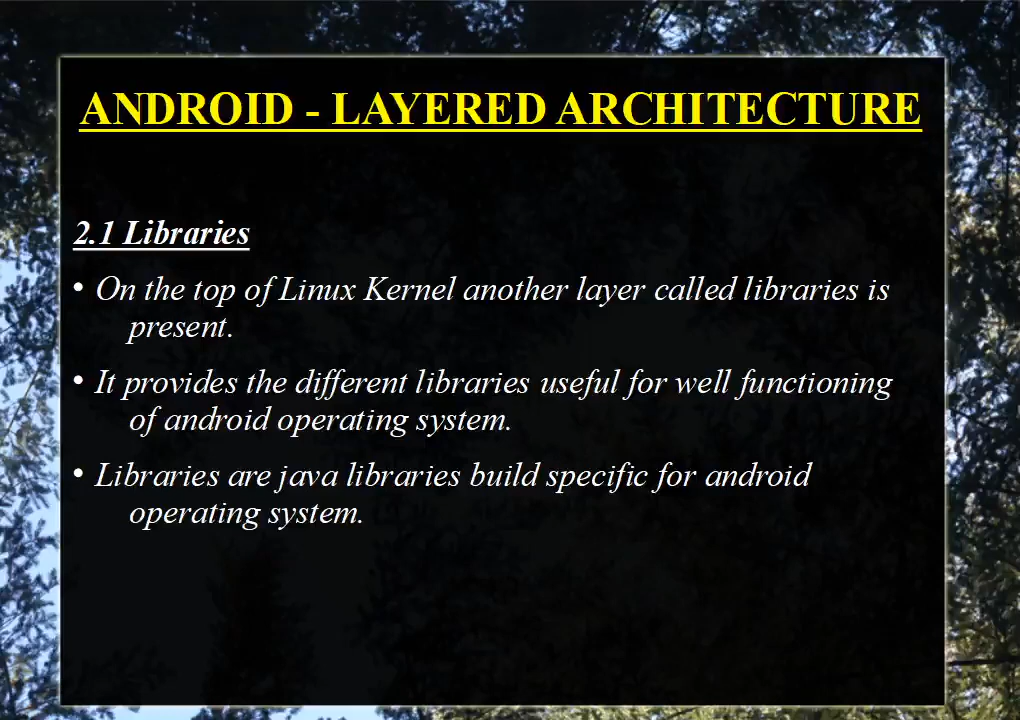 ANDROID - LAYERED ARCHITECTURE
2.1 Libraries
• On the top of Linux Kernel another layer called libraries is
present.
• It provides the different libraries useful for well functioning
of android operating system.
• Libraries are java libraries build specific for android
operating system.